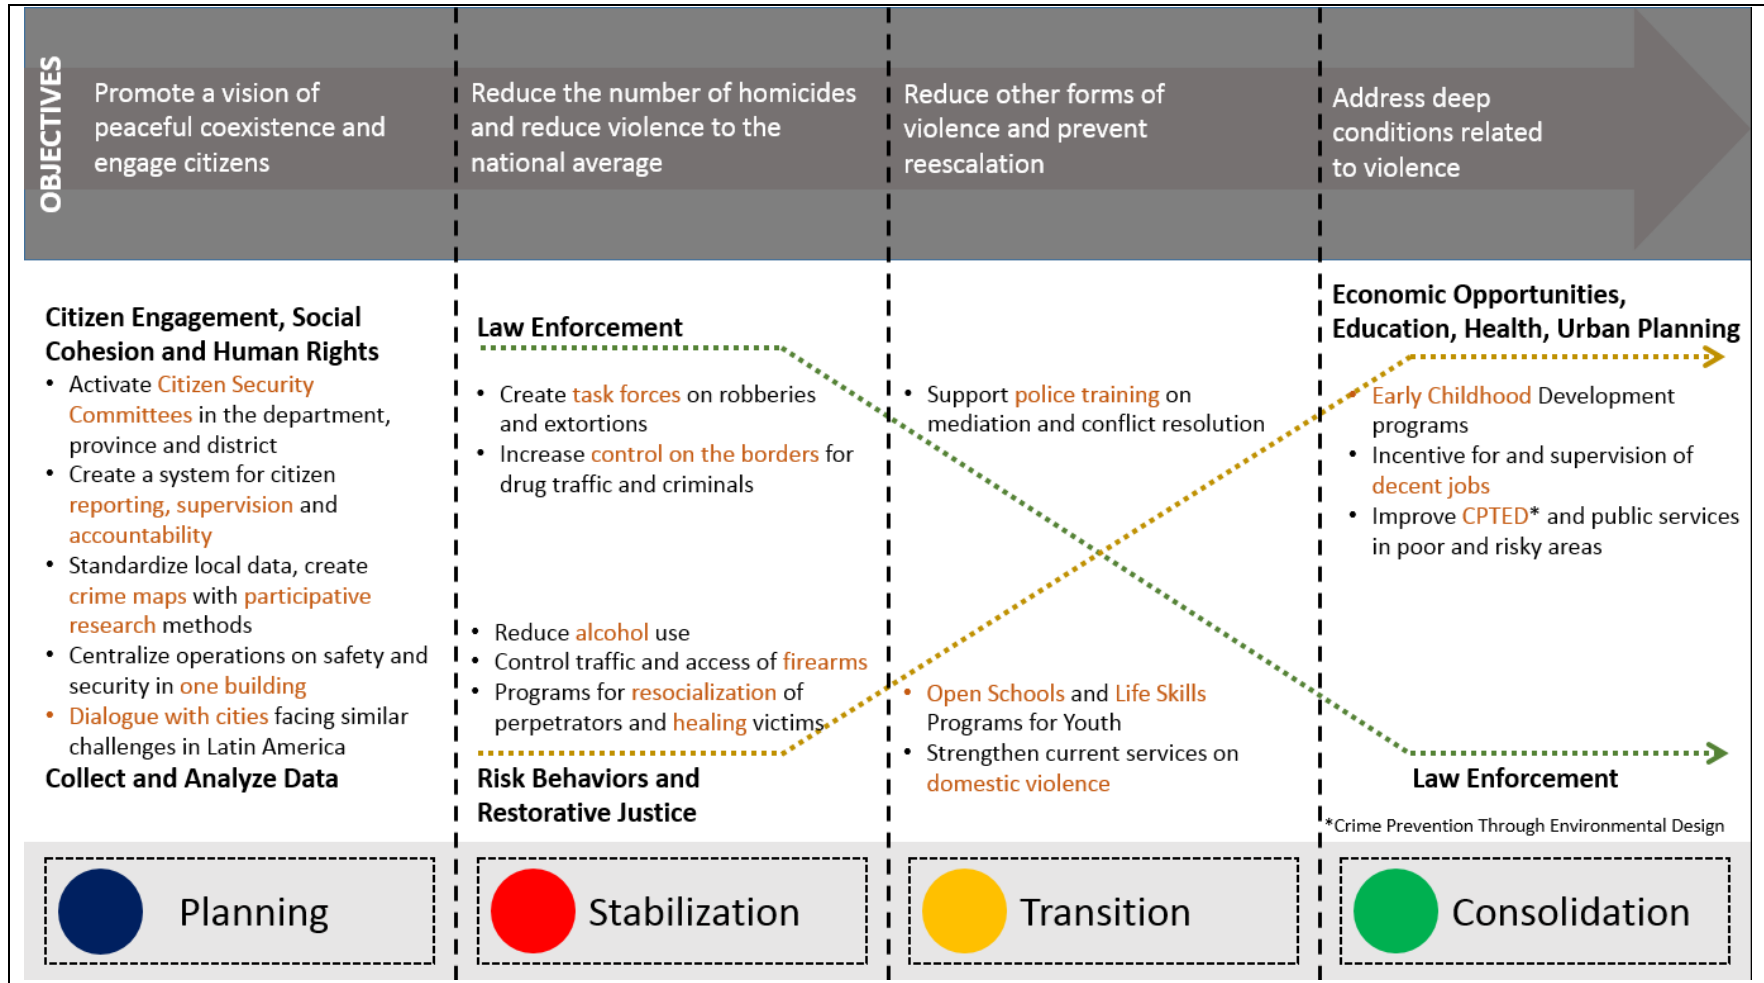 OBJECTIVES
Promote a vision of
peaceful coexistence and
engage citizens
Reduce the number of homicides
and reduce violence to the
national average
Reduce other forms of
violence and prevent
reescalation
Address deep
conditions related
to violence
Citizen Engagement, Social
Cohesion and Human Rights
• Activate Citizen Security
Committees in the department,
province and district
• Create a system for citizen
reporting, supervision and
accountability
• Standardize local data, create
crime maps with participative
research methods
• Centralize operations on safety and
security in one building
• Dialogue with cities facing similar
challenges in Latin America
Collect and Analyze Data
Law Enforcement
• Create task forces on robberies
and extortions
• Increase control on the borders for
drug traffic and criminals
• Reduce alcohol use
• Control traffic and access of firearms
• Programs for resocialization of
perpetrators and healing victims
Risk Behaviors and
Restorative Justice
• Support police training on
mediation and conflict resolution
• Open Schools and Life Skills
Programs for Youth
• Strengthen current services on
domestic violence
Economic Opportunities,
Education, Health, Urban Planning
• Early Childhood Development
programs
• Incentive for and supervision of
decent jobs
• Improve CPTED* and public services
in poor and risky areas
Law Enforcement
*Crime Prevention Through Environmental Design
Planning
Stabilization
Transition
Consolidation